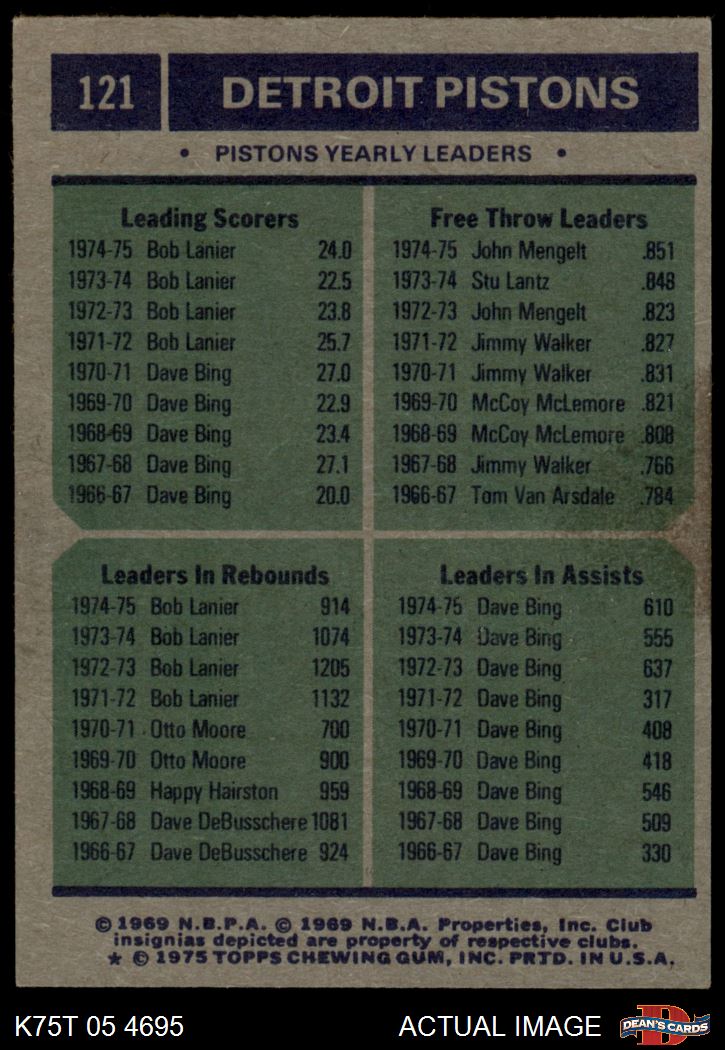 121 DETROIT PISTONS
• PISTONS YEARLY LEADERS •
Leading Scorers
1974-75 Bob Lanier 24.0
1973-74 Bob Lanier 22.5
1972-73 Bob Lanier 23.8
1971-72 Bob Lanier 25.7
1970-71 Dave Bing 27.0
1969-70 Dave Bing 22.9
1968-69 Dave Bing 23.4
1967-68 Dave Bing 27.1
1966-67 Dave Bing 20.0
Free Throw Leaders
1974-75 John Mengelt .851
1973-74 Stu Lantz .848
1972-73 John Mengelt .823
1971-72 Jimmy Walker .827
1970-71 Jimmy Walker .831
1969-70 McCoy McLemore .821
1968-69 McCoy McLemore .808
1967-68 Jimmy Walker .766
1966-67 Tom Van Arsdale .784
Leaders In Rebounds
1974-75 Bob Lanier 914
1973-74 Bob Lanier 1074
1972-73 Bob Lanier 1205
1971-72 Bob Lanier 1132
1970-71 Otto Moore 700
1969-70 Otto Moore 900
1968-69 Happy Hairston 959
1967-68 Dave DeBusschere 1081
1966-67 Dave DeBusschere 924
Leaders In Assists
1974-75 Dave Bing 610
1973-74 Dave Bing 555
1972-73 Dave Bing 637
1971-72 Dave Bing 317
1970-71 Dave Bing 408
1969-70 Dave Bing 418
1968-69 Dave Bing 546
1967-68 Dave Bing 509
1966-67 Dave Bing 330
© 1969 N.B.P.A. © 1969 N.B.A. Properties, Inc. Club
insignias depicted are property of respective clubs.
★ © 1975 TOPPS CHEWING GUM, INC. PRTD. IN U.S.A.
K75T 05 4695 ACTUAL IMAGE D DEAN'S CARDS